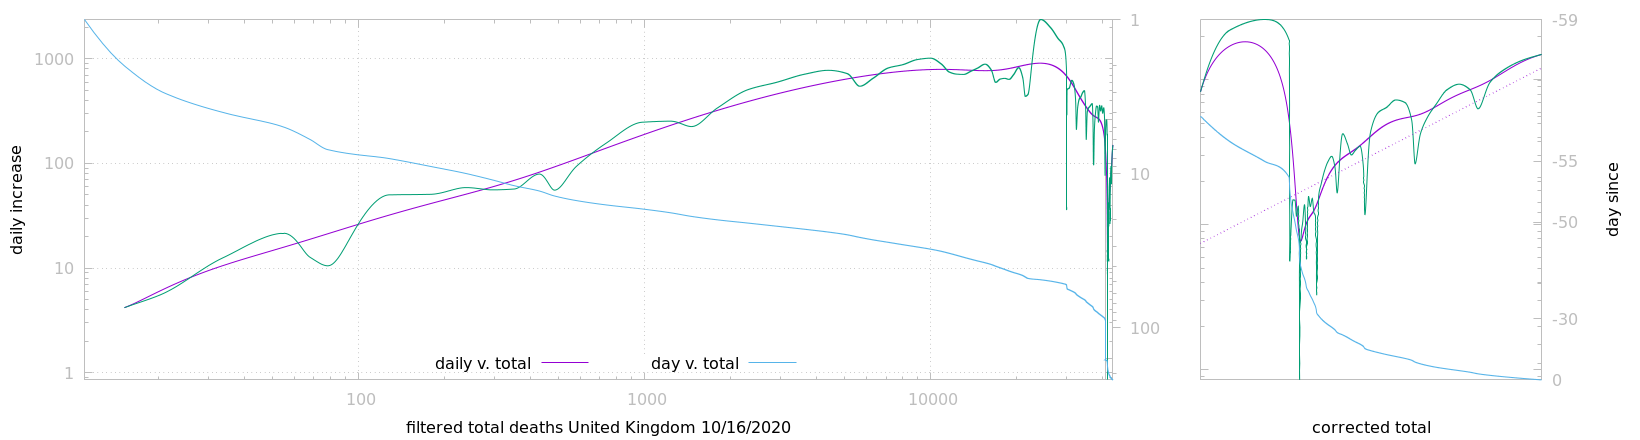 1000
100
10
1
daily increase
100
1000
10000
1
10
100
daily v. total
day v. total
filtered total deaths United Kingdom 10/16/2020
-59
-55
-50
-30
0
day since
corrected total